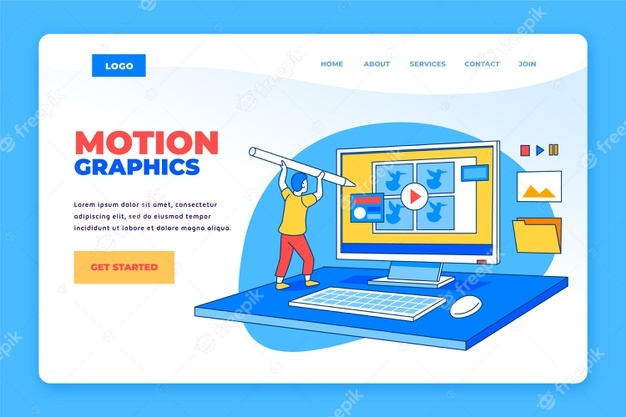 LOGO
HOME ABOUT SERVICES CONTACT JOIN
MOTION
GRAPHICS
Lorem ipsum dolor sit amet, consectetur
adipiscing elit, sed do eiusmod tempor
incididunt ut labore et dolore magna aliqua.
GET STARTED
freepik